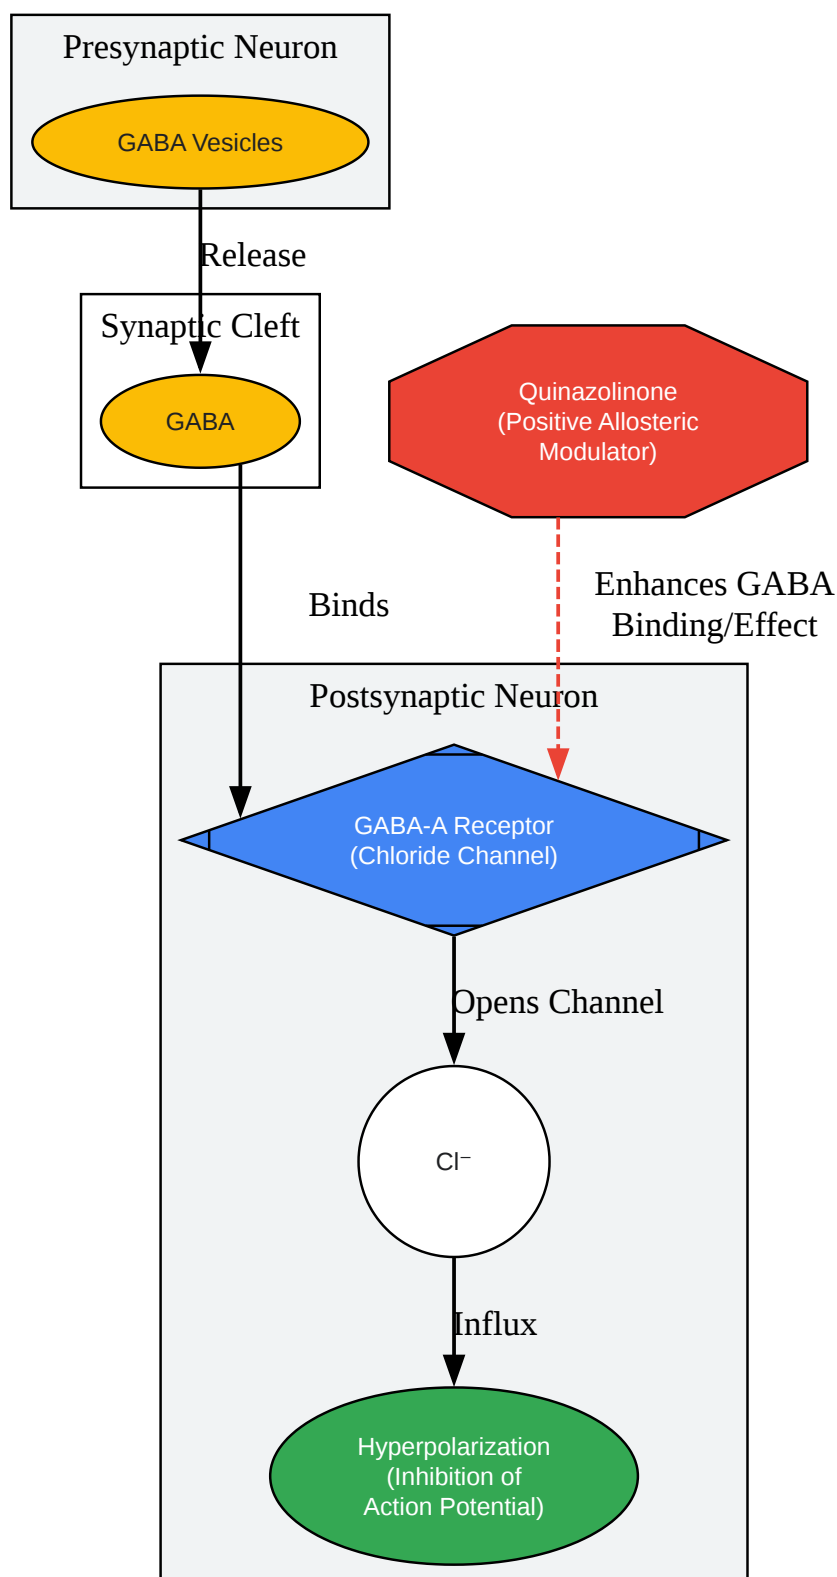 Presynaptic Neuron
GABA Vesicles
Release
Synaptic Cleft
GABA
Quinazolinone
(Positive Allosteric
Modulator)
Binds
Enhances GABA
Binding/Effect
Postsynaptic Neuron
GABA-A Receptor
(Chloride Channel)
Opens Channel
Cl⁻
Influx
Hyperpolarization
(Inhibition of
Action Potential)